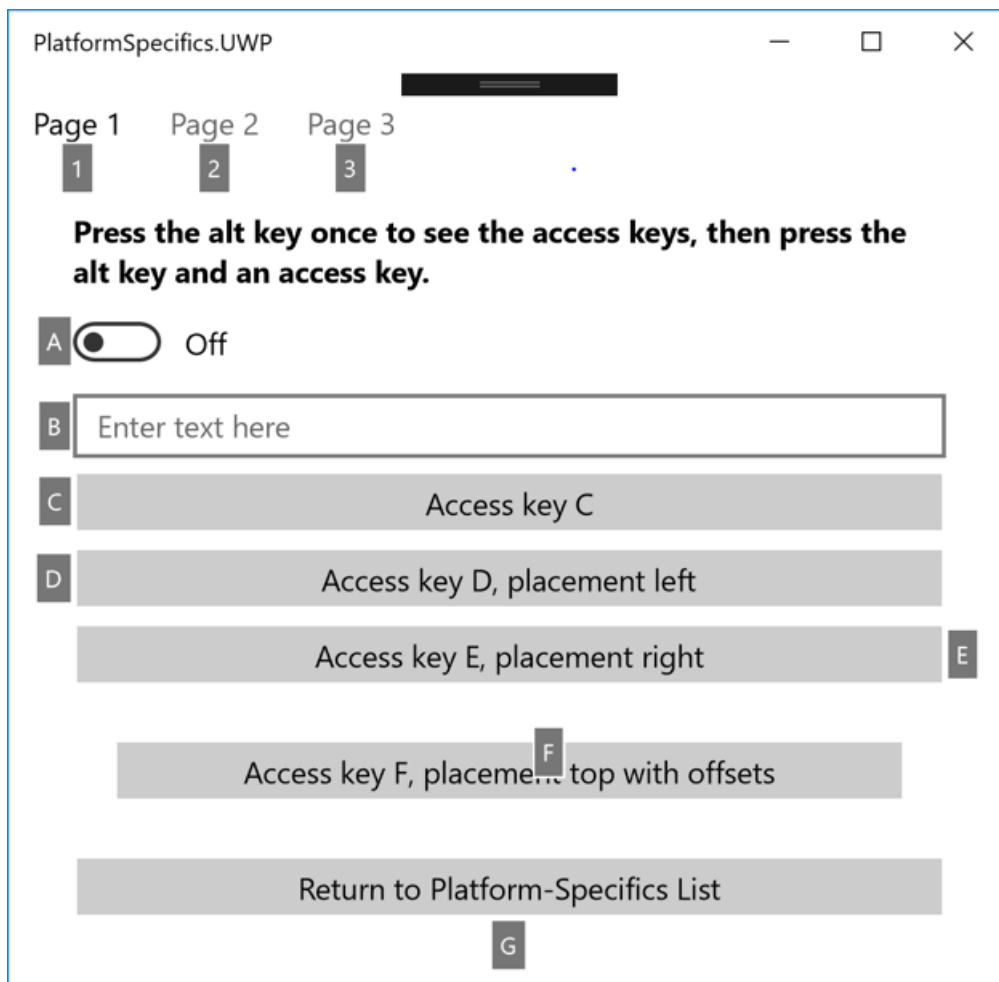 PlatformSpecifics.UWP
Page 1 Page 2 Page 3
1 2 3
Press the alt key once to see the access keys, then press the
alt key and an access key.
A Off
B Enter text here
C Access key C
D Access key D, placement left
Access key E, placement right E
F
Access key F, placement top with offsets
Return to Platform-Specifics List
G